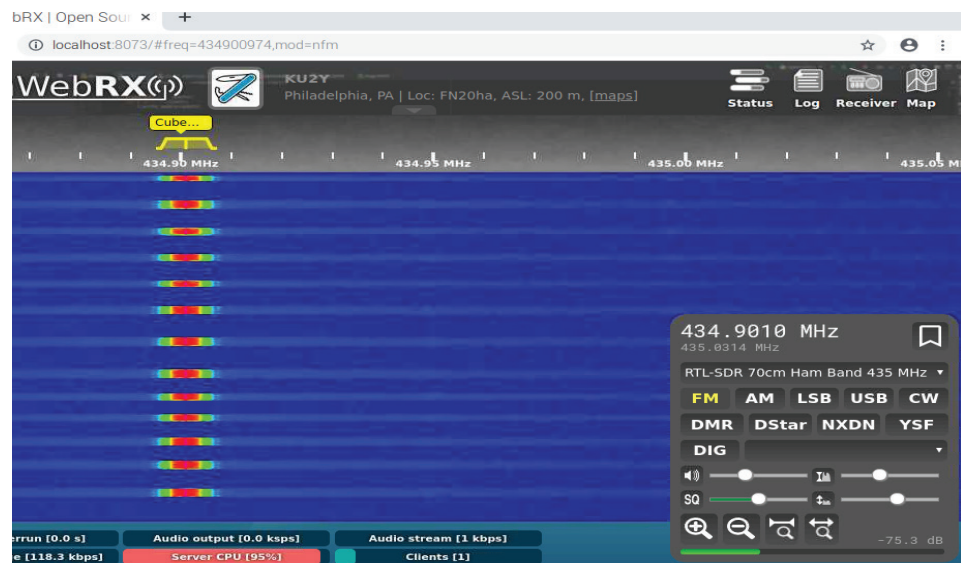 bRX | Open Sour × +
localhost:8073/#freq=434900974,mod=nfm
WebRX
KU2Y
Philadelphia, PA | Loc: FN20ha, ASL: 200 m, [maps]
Status Log Receiver Map
Cube...
434.90 MHz 434.95 MHz 435.00 MHz 435.05 M
434.9010 MHz
435.0314 MHz
RTL-SDR 70cm Ham Band 435 MHz
FM AM LSB USB CW
DMR DStar NXDN YSF
DIG
SQ
-75.3 dB
errun [0.0 s] Audio output [0.0 ksps] Audio stream [1 kbps]
e [118.3 kbps] Server CPU [95%] Clients [1]